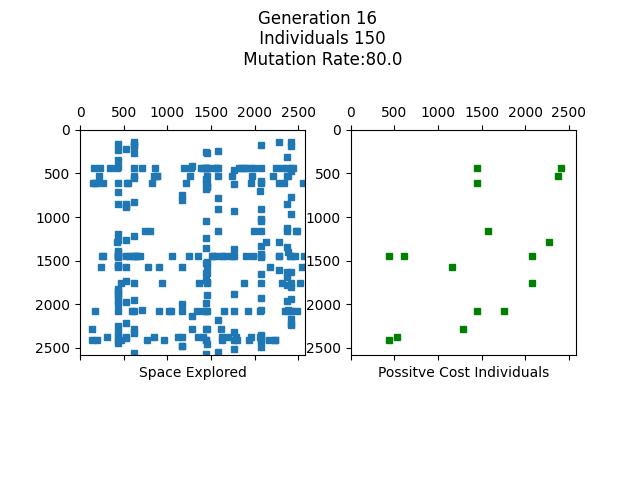 Generation 16
Individuals 150
Mutation Rate:80.0
0 500 1000 1500 2000 2500 0 500 1000 1500 2000 2500
0 0
500 500
1000 1000
1500 1500
2000 2000
2500 2500
Space Explored Possitve Cost Individuals